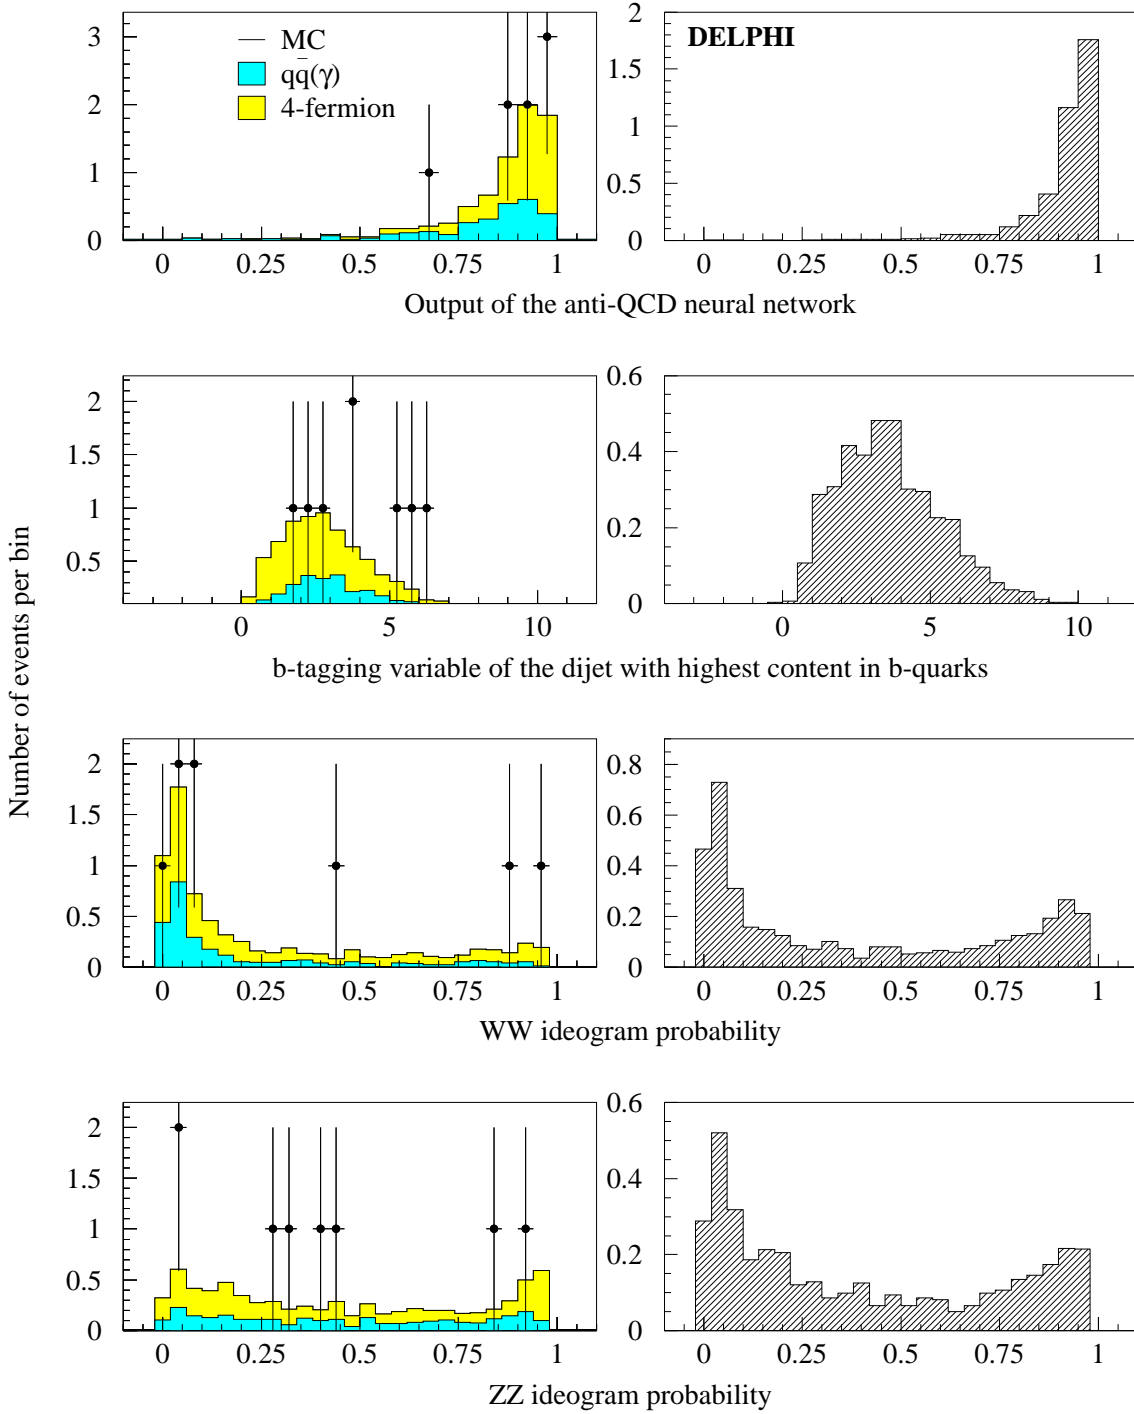 DELPHI
MC
qq̄(γ)
4-fermion
3
2
1
0
0 0.25 0.5 0.75 1
2
1.5
1
0.5
0
0 0.25 0.5 0.75 1
Output of the anti-QCD neural network
2
1.5
1
0.5
0 5 10
0.6
0.4
0.2
0
0 5 10
b-tagging variable of the dijet with highest content in b-quarks
Number of events per bin
2
1.5
1
0.5
0
0 0.25 0.5 0.75 1
0.8
0.6
0.4
0.2
0
0 0.25 0.5 0.75 1
WW ideogram probability
2
1.5
1
0.5
0
0 0.25 0.5 0.75 1
0.6
0.4
0.2
0
0 0.25 0.5 0.75 1
ZZ ideogram probability